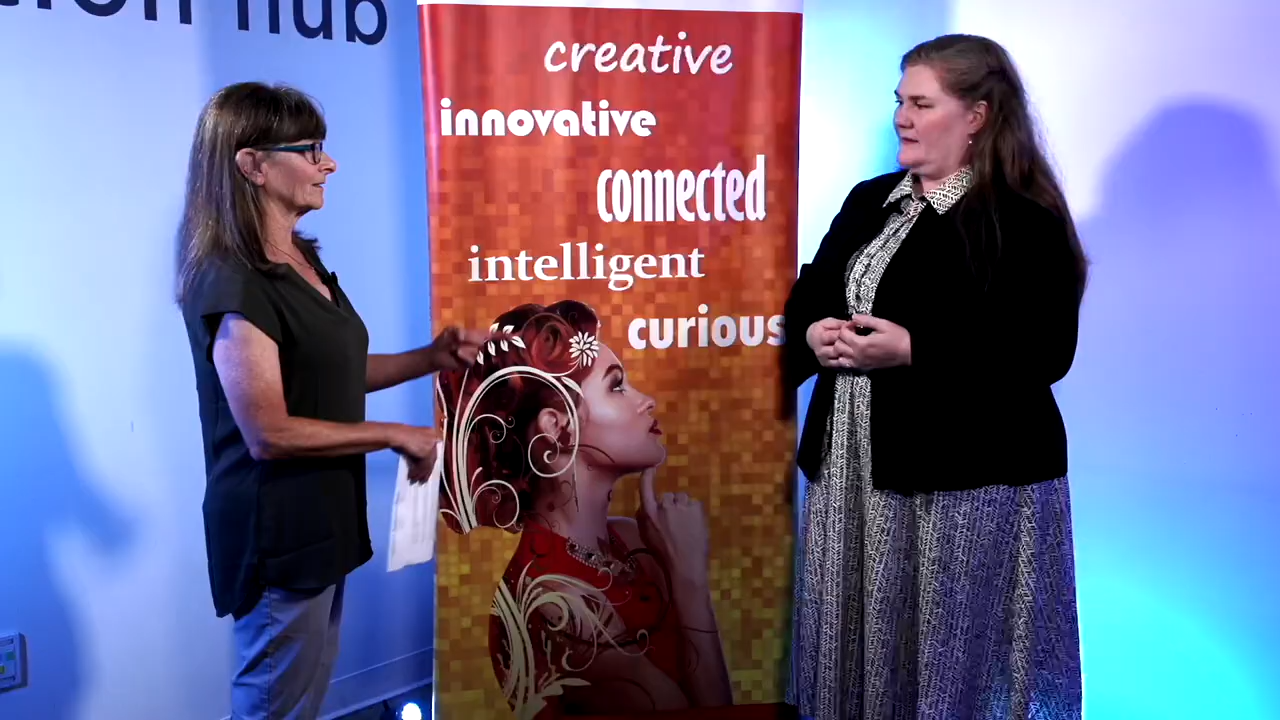 hub
creative
innovative
connected
intelligent
curious